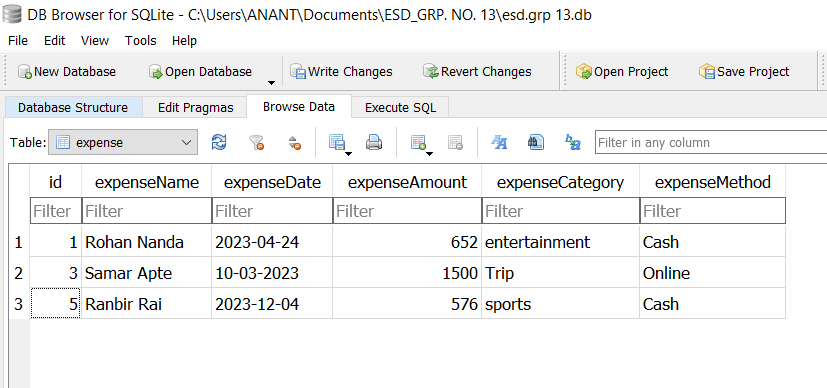 DB Browser for SQLite - C:\Users\ANANT\Documents\ESD_GRP. NO. 13\esd.grp 13.db
File Edit View Tools Help
New Database Open Database Write Changes Revert Changes Open Project Save Project
Database Structure Edit Pragmas Browse Data Execute SQL
Table: expense Filter in any column
id expenseName expenseDate expenseAmount expenseCategory expenseMethod
Filter Filter Filter Filter Filter Filter
1 1 Rohan Nanda 2023-04-24 652 entertainment Cash
2 3 Samar Apte 10-03-2023 1500 Trip Online
3 5 Ranbir Rai 2023-12-04 576 sports Cash